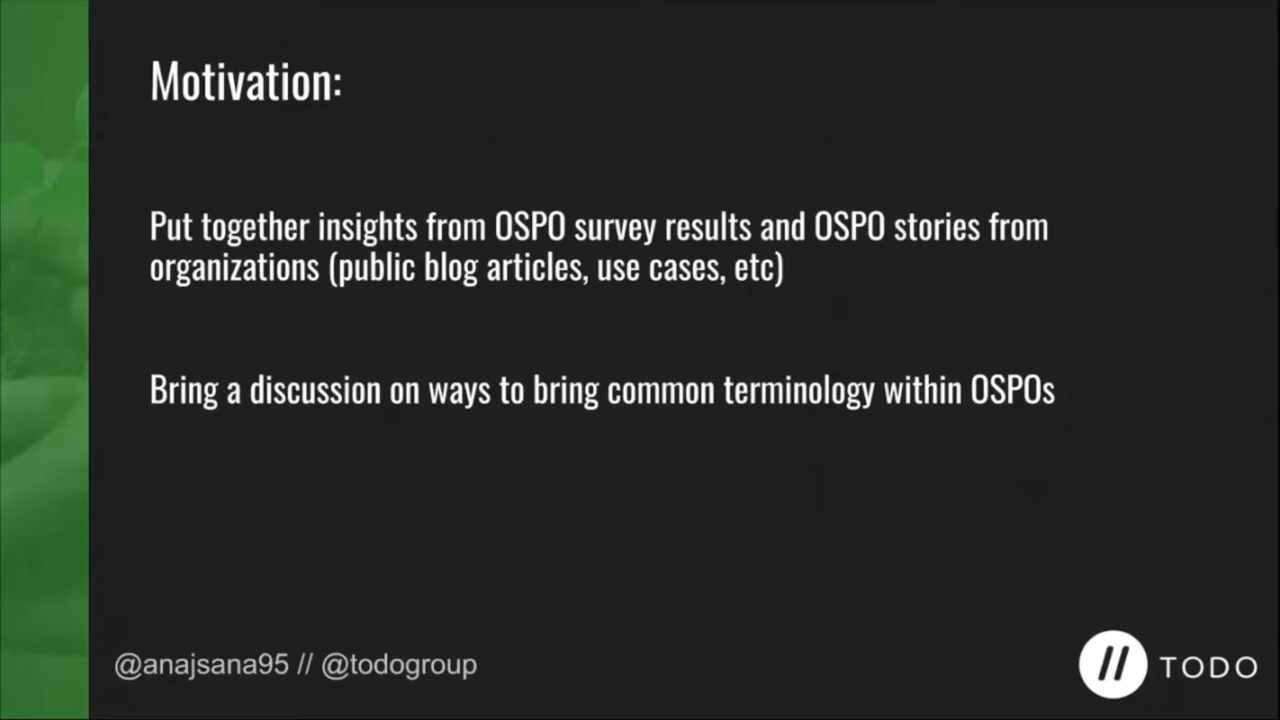 Motivation:
Put together insights from OSPO survey results and OSPO stories from
organizations (public blog articles, use cases, etc)
Bring a discussion on ways to bring common terminology within OSPOs
@anajsana95 // @todogroup
// TODO